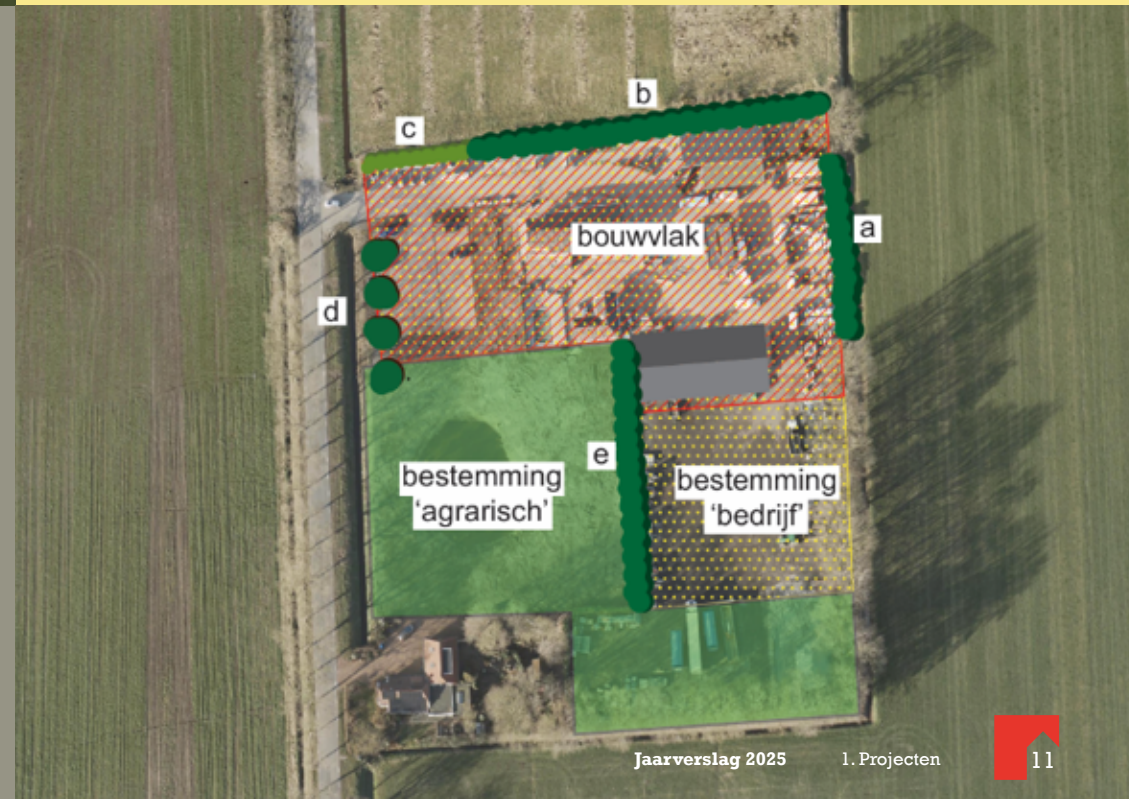 b
c
a
bouwvlak
d
e
bestemming
‘agrarisch’
bestemming
‘bedrijf’
Jaarverslag 2025 1. Projecten 11